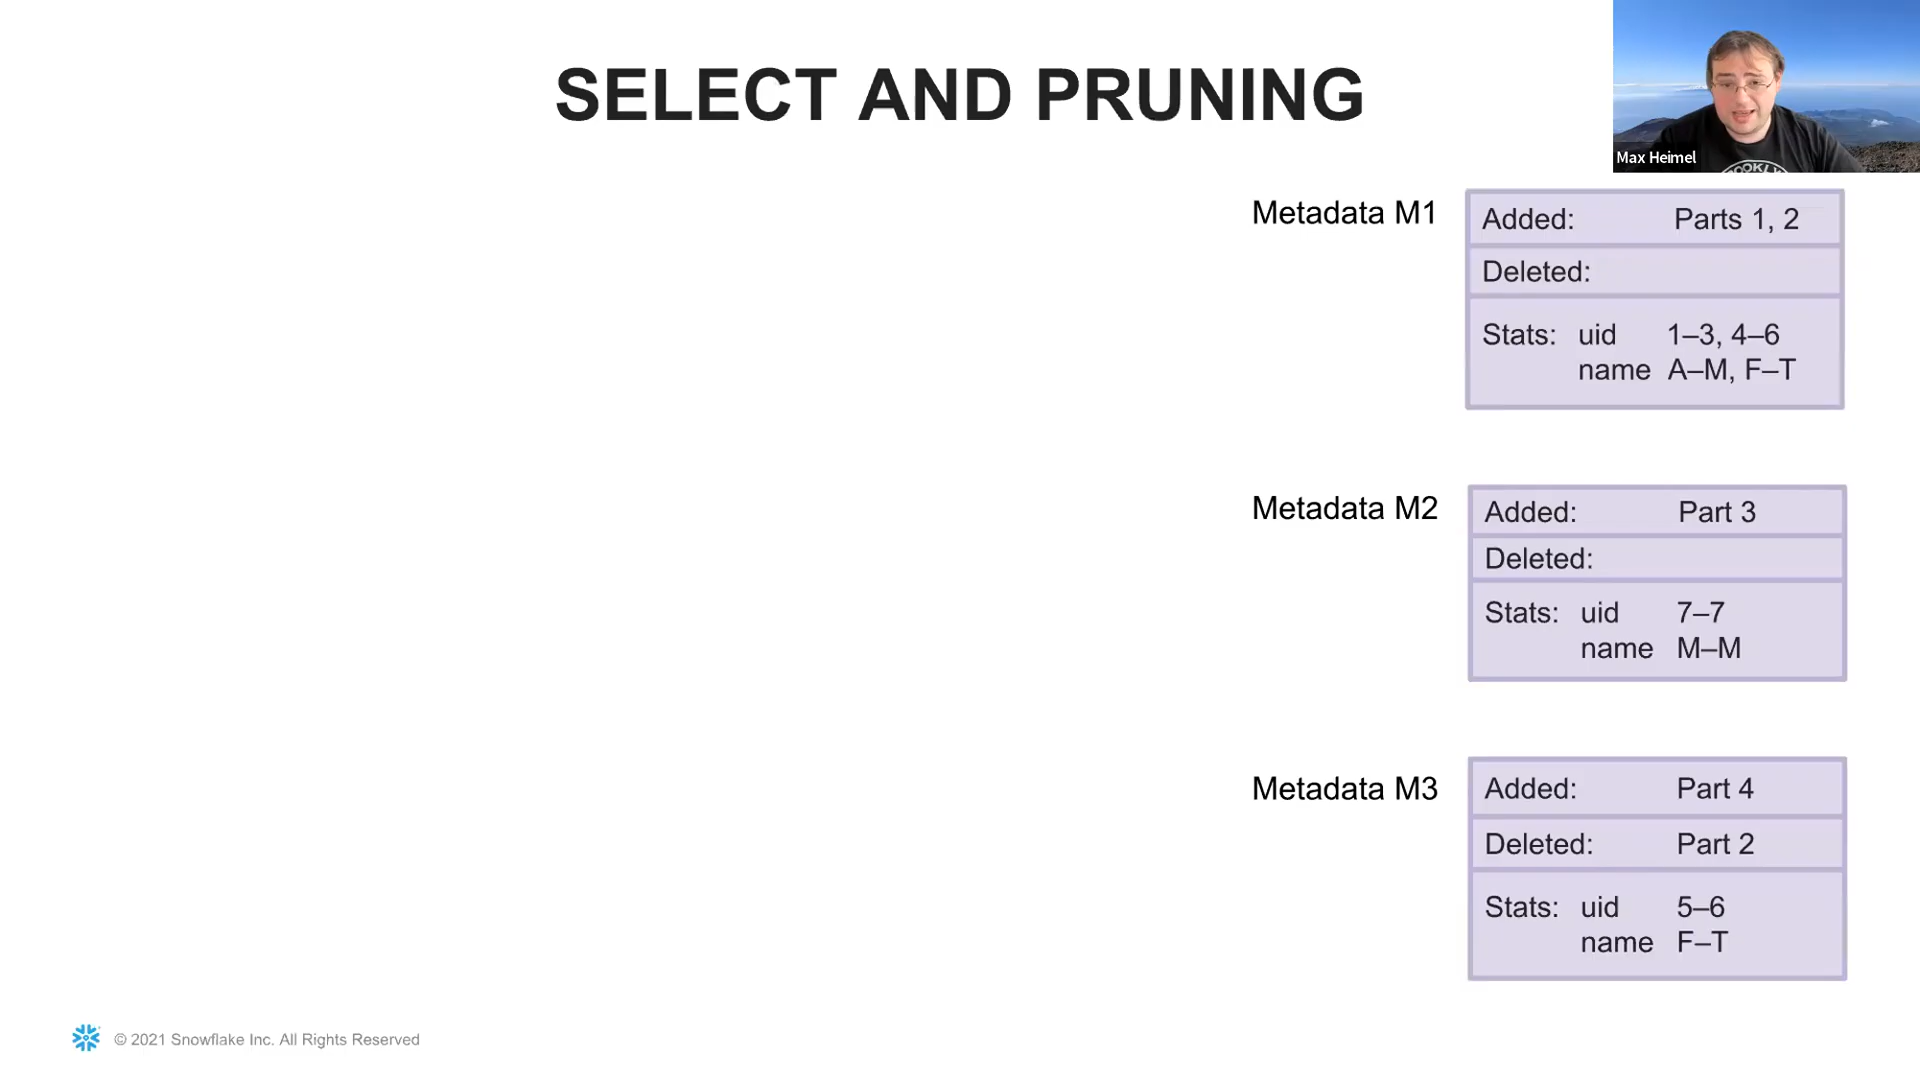 SELECT AND PRUNING
Max Heimel
OOKLY
Metadata M1
Added: Parts 1, 2
Deleted:
Stats: uid 1–3, 4–6
name A–M, F–T
Metadata M2
Added: Part 3
Deleted:
Stats: uid 7–7
name M–M
Metadata M3
Added: Part 4
Deleted: Part 2
Stats: uid 5–6
name F–T
© 2021 Snowflake Inc. All Rights Reserved